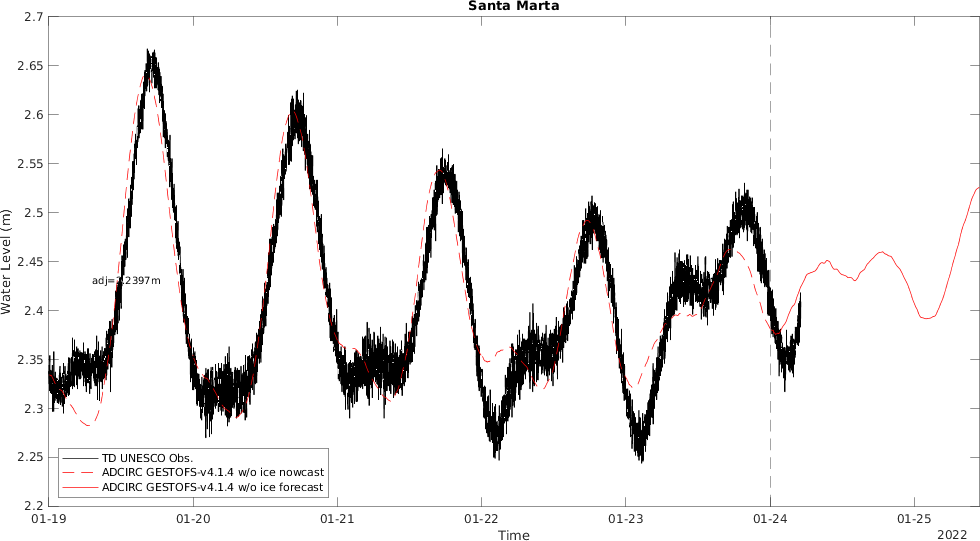 Santa Marta
2.7
2.65
2.6
2.55
2.5
2.45
2.4
2.35
2.3
2.25
2.2
Water Level (m)
adj=2.2397m
TD UNESCO Obs.
ADCIRC GESTOFS-v4.1.4 w/o ice nowcast
ADCIRC GESTOFS-v4.1.4 w/o ice forecast
01-19 01-20 01-21 01-22 01-23 01-24 01-25
Time
2022